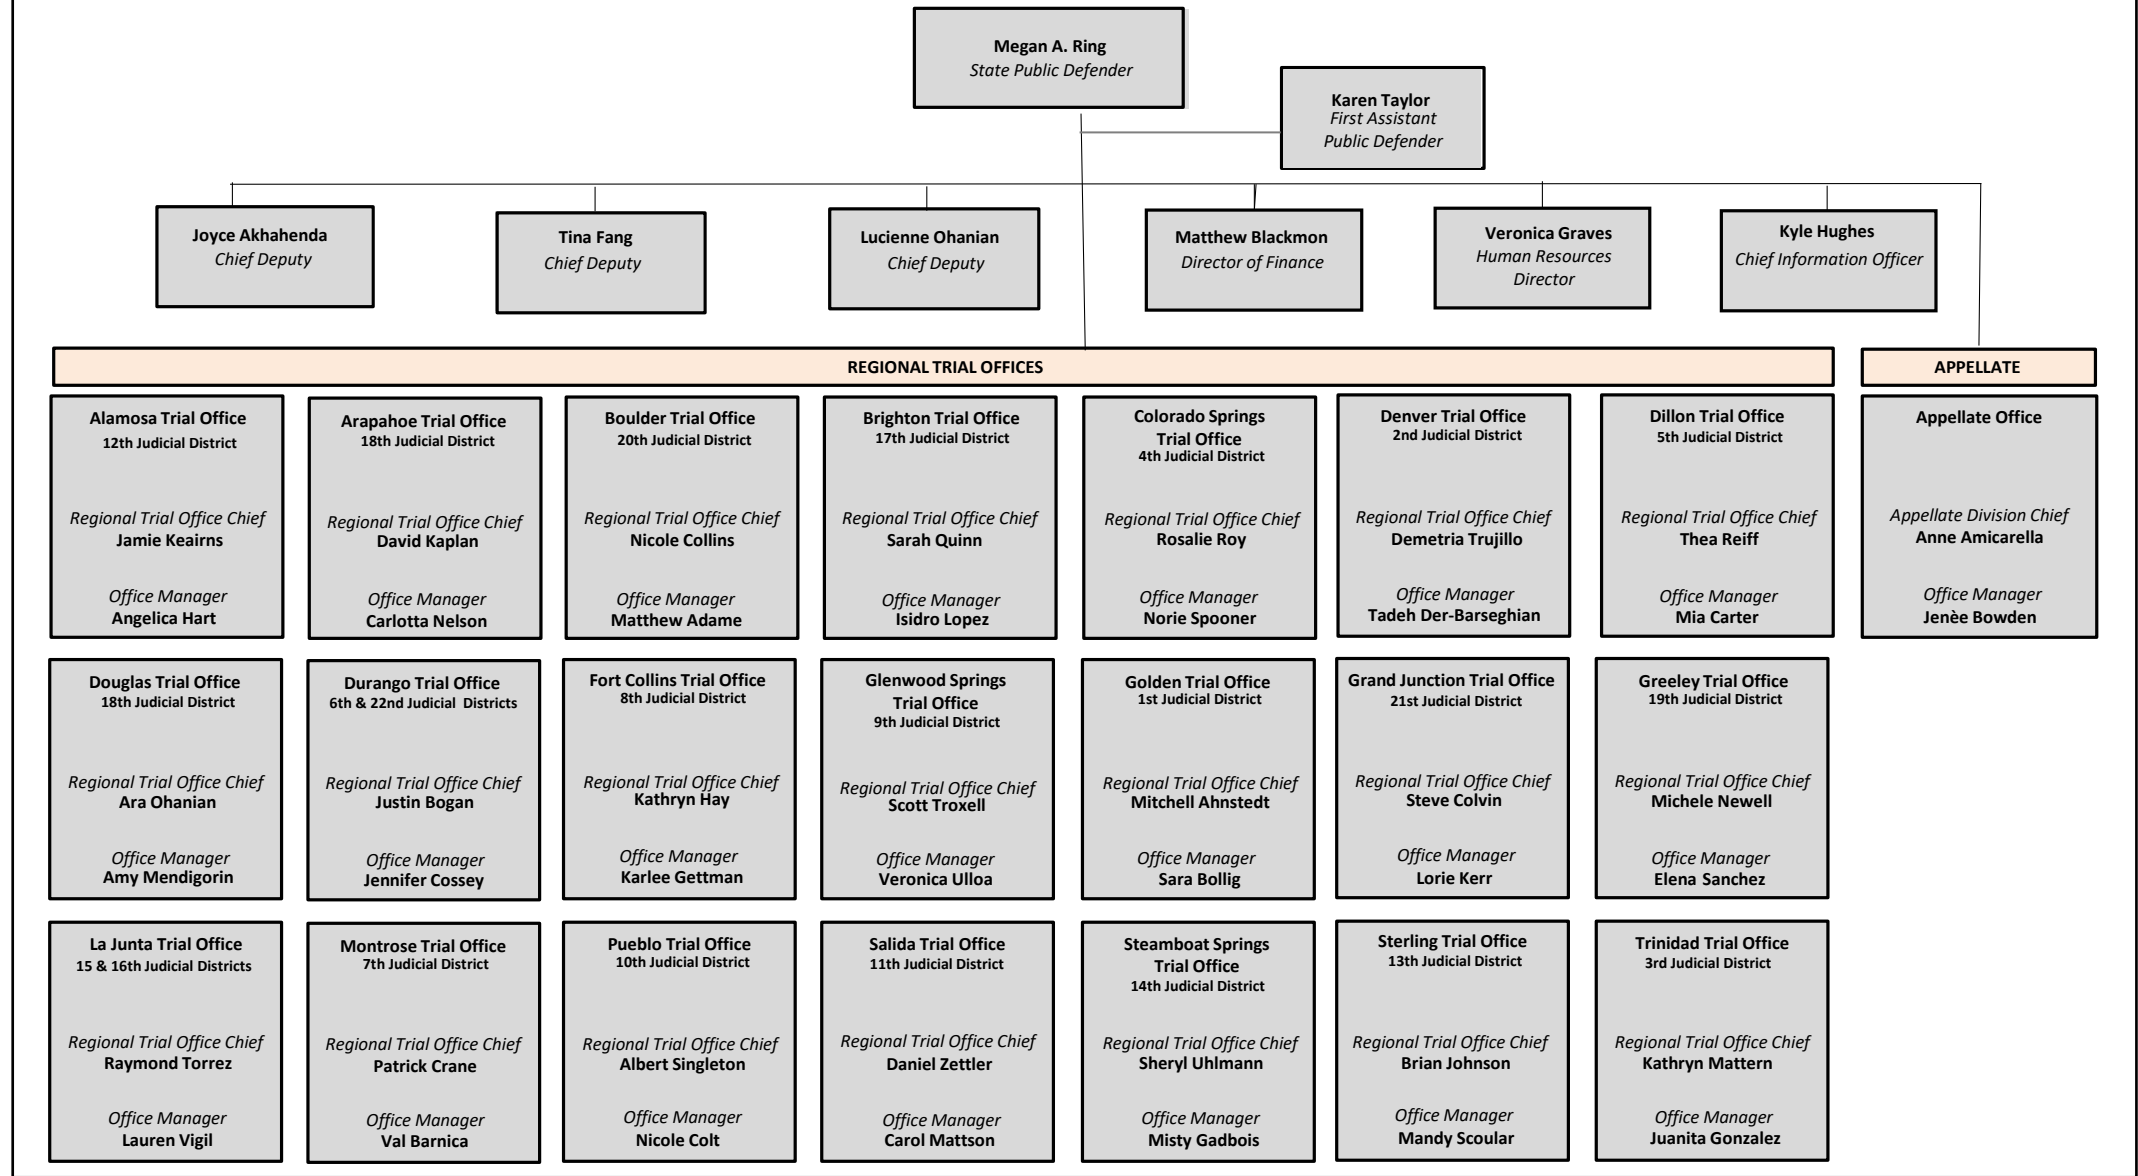 Megan A. Ring
State Public Defender
Karen Taylor
First Assistant
Public Defender
Joyce Akhahenda
Chief Deputy
Tina Fang
Chief Deputy
Lucienne Ohanian
Chief Deputy
Matthew Blackmon
Director of Finance
Veronica Graves
Human Resources
Director
Kyle Hughes
Chief Information Officer
REGIONAL TRIAL OFFICES
APPELLATE
Alamosa Trial Office
12th Judicial District
Regional Trial Office Chief
Jamie Keairns
Office Manager
Angelica Hart
Arapahoe Trial Office
18th Judicial District
Regional Trial Office Chief
David Kaplan
Office Manager
Carlotta Nelson
Boulder Trial Office
20th Judicial District
Regional Trial Office Chief
Nicole Collins
Office Manager
Matthew Adame
Brighton Trial Office
17th Judicial District
Regional Trial Office Chief
Sarah Quinn
Office Manager
Isidro Lopez
Colorado Springs
Trial Office
4th Judicial District
Regional Trial Office Chief
Rosalie Roy
Office Manager
Norie Spooner
Denver Trial Office
2nd Judicial District
Regional Trial Office Chief
Demetria Trujillo
Office Manager
Tadeh Der-Barseghian
Dillon Trial Office
5th Judicial District
Regional Trial Office Chief
Thea Reiff
Office Manager
Mia Carter
Appellate Office
Appellate Division Chief
Anne Amicarella
Office Manager
Jenèe Bowden
Douglas Trial Office
18th Judicial District
Regional Trial Office Chief
Ara Ohanian
Office Manager
Amy Mendigorin
Durango Trial Office
6th & 22nd Judicial Districts
Regional Trial Office Chief
Justin Bogan
Office Manager
Jennifer Cossey
Fort Collins Trial Office
8th Judicial District
Regional Trial Office Chief
Kathryn Hay
Office Manager
Karlee Gettman
Glenwood Springs
Trial Office
9th Judicial District
Regional Trial Office Chief
Scott Troxell
Office Manager
Veronica Ulloa
Golden Trial Office
1st Judicial District
Regional Trial Office Chief
Mitchell Ahnstedt
Office Manager
Sara Bollig
Grand Junction Trial Office
21st Judicial District
Regional Trial Office Chief
Steve Colvin
Office Manager
Lorie Kerr
Greeley Trial Office
19th Judicial District
Regional Trial Office Chief
Michele Newell
Office Manager
Elena Sanchez
La Junta Trial Office
15 & 16th Judicial Districts
Regional Trial Office Chief
Raymond Torrez
Office Manager
Lauren Vigil
Montrose Trial Office
7th Judicial District
Regional Trial Office Chief
Patrick Crane
Office Manager
Val Barnica
Pueblo Trial Office
10th Judicial District
Regional Trial Office Chief
Albert Singleton
Office Manager
Nicole Colt
Salida Trial Office
11th Judicial District
Regional Trial Office Chief
Daniel Zettler
Office Manager
Carol Mattson
Steamboat Springs
Trial Office
14th Judicial District
Regional Trial Office Chief
Sheryl Uhlmann
Office Manager
Misty Gadbois
Sterling Trial Office
13th Judicial District
Regional Trial Office Chief
Brian Johnson
Office Manager
Mandy Scoular
Trinidad Trial Office
3rd Judicial District
Regional Trial Office Chief
Kathryn Mattern
Office Manager
Juanita Gonzalez